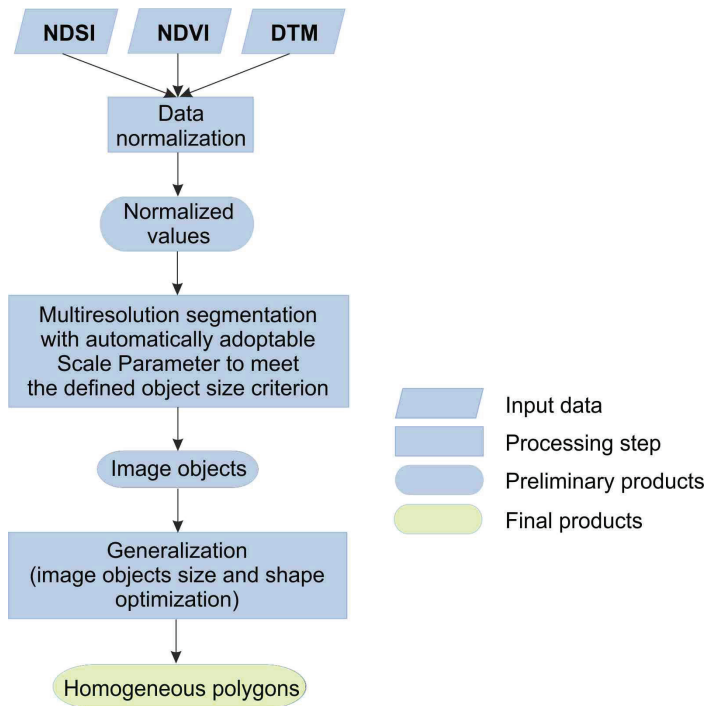 NDSI
NDVI
DTM
Data
normalization
Normalized
values
Multiresolution segmentation
with automatically adoptable
Scale Parameter to meet
the defined object size criterion
Image objects
Generalization
(image objects size and shape
optimization)
Homogeneous polygons
Input data
Processing step
Preliminary products
Final products